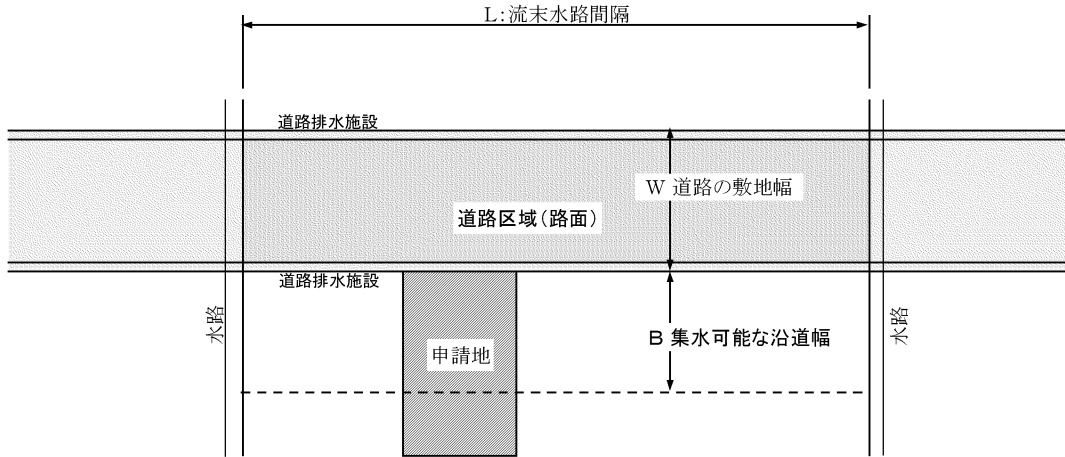 L:流末水路間隔
道路排水施設
W 道路の敷地幅
道路区域(路面)
道路排水施設
水路
B 集水可能な沿道幅
水路
申請地